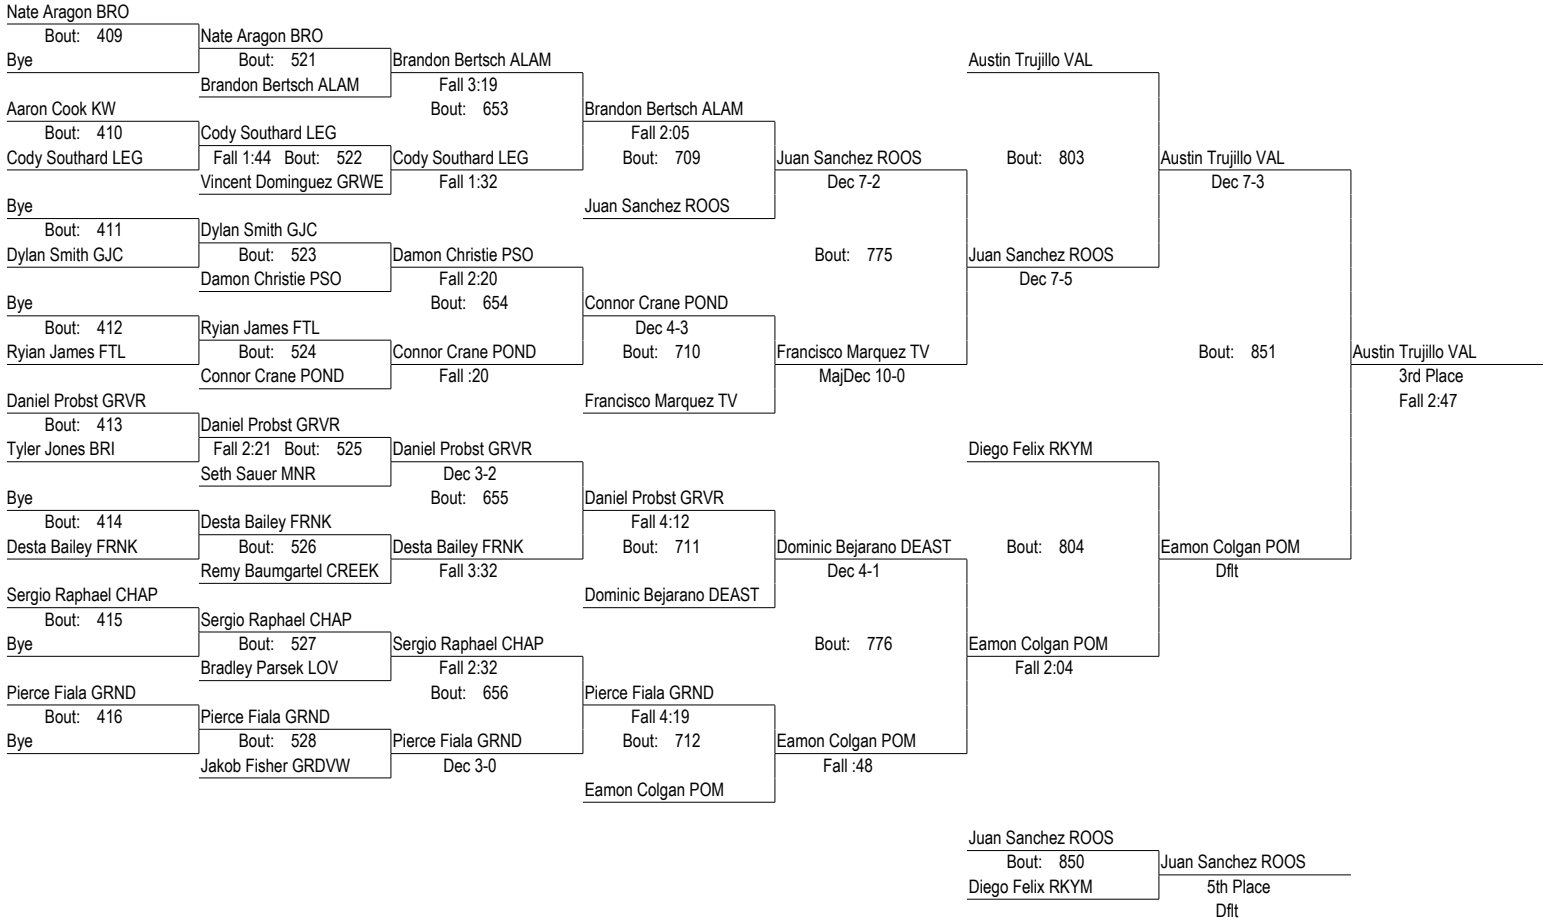 Nate Aragon BRO
Bout: 409 Nate Aragon BRO
Bye Bout: 521 Brandon Bertsch ALAM Austin Trujillo VAL
Brandon Bertsch ALAM Fall 3:19
Aaron Cook KW Bout: 653 Brandon Bertsch ALAM
Bout: 410 Cody Southard LEG Fall 2:05
Cody Southard LEG Fall 1:44 Bout: 522 Cody Southard LEG Bout: 709 Juan Sanchez ROOS Bout: 803 Austin Trujillo VAL
Vincent Dominguez GRWE Fall 1:32 Dec 7-2 Dec 7-3
Bye Juan Sanchez ROOS
Bout: 411 Dylan Smith GJC
Dylan Smith GJC Bout: 523 Damon Christie PSO Bout: 775 Juan Sanchez ROOS
Damon Christie PSO Fall 2:20 Dec 7-5
Bye Bout: 654 Connor Crane POND
Bout: 412 Ryian James FTL Dec 4-3
Ryian James FTL Bout: 524 Connor Crane POND Bout: 710 Francisco Marquez TV Bout: 851 Austin Trujillo VAL
Connor Crane POND Fall :20 MajDec 10-0 3rd Place
Daniel Probst GRVR Francisco Marquez TV Fall 2:47
Bout: 413 Daniel Probst GRVR
Tyler Jones BRI Fall 2:21 Bout: 525 Daniel Probst GRVR Diego Felix RKYM
Seth Sauer MNR Dec 3-2
Bye Bout: 655 Daniel Probst GRVR
Bout: 414 Desta Bailey FRNK Fall 4:12
Desta Bailey FRNK Bout: 526 Desta Bailey FRNK Bout: 711 Dominic Bejarano DEAST Bout: 804 Eamon Colgan POM
Remy Baumgartel CREEK Fall 3:32 Dec 4-1 Dflt
Sergio Raphael CHAP Dominic Bejarano DEAST
Bout: 415 Sergio Raphael CHAP
Bye Bout: 527 Sergio Raphael CHAP Bout: 776 Eamon Colgan POM
Bradley Parsek LOV Fall 2:32 Fall 2:04
Pierce Fiala GRND Bout: 656 Pierce Fiala GRND
Bout: 416 Pierce Fiala GRND Fall 4:19
Bye Bout: 528 Pierce Fiala GRND Bout: 712 Eamon Colgan POM
Jakob Fisher GRDVW Dec 3-0 Fall :48
Eamon Colgan POM
Juan Sanchez ROOS
Bout: 850 Juan Sanchez ROOS
Diego Felix RKYM 5th Place
Dflt